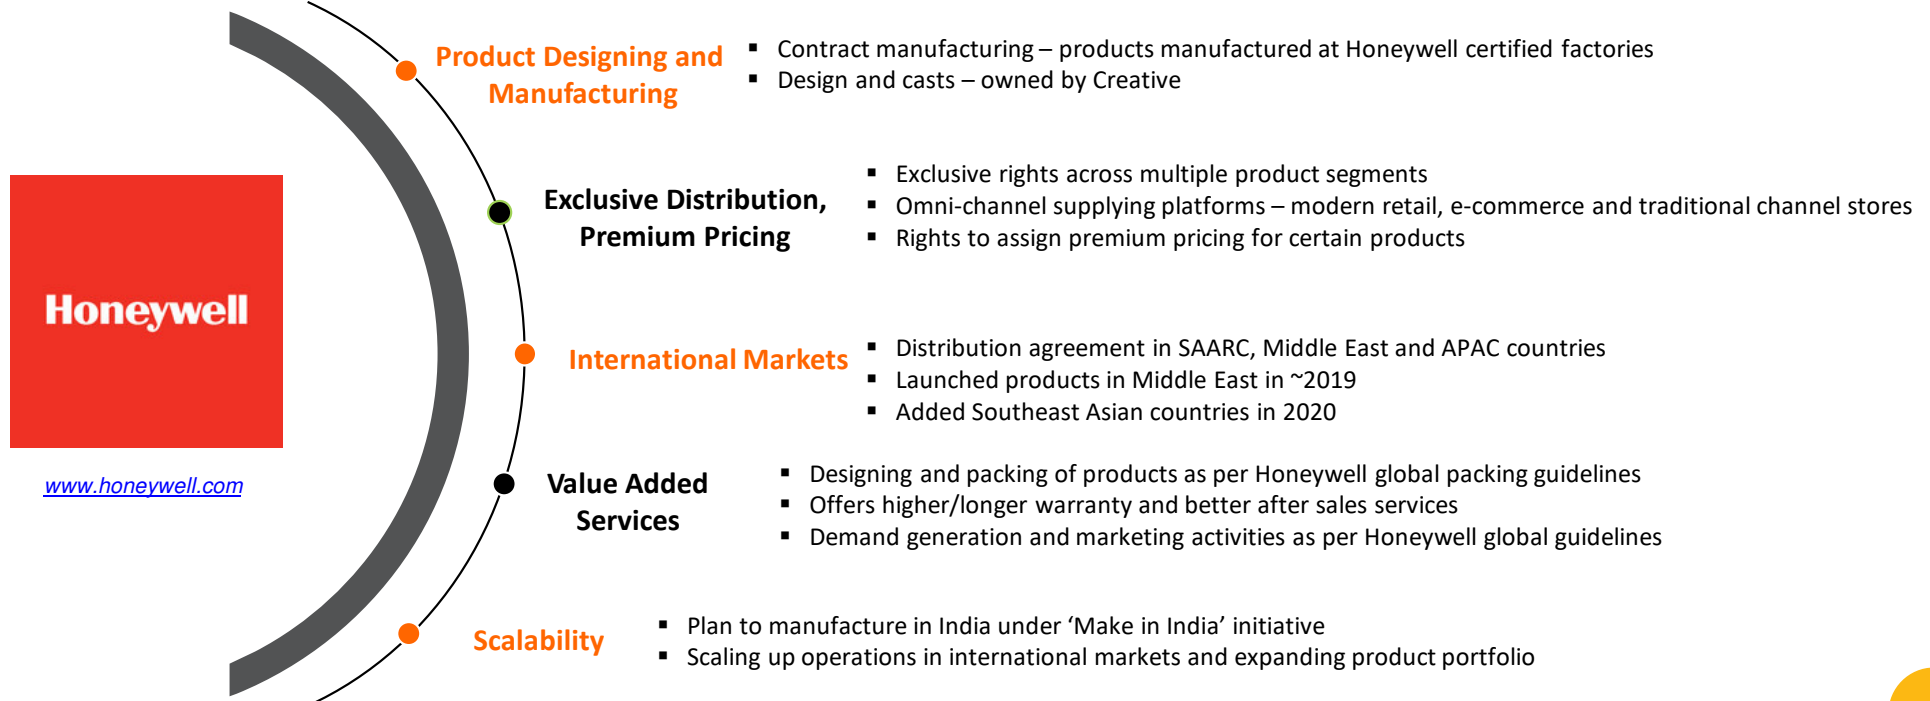 Honeywell
www.honeywell.com
Product Designing and
Manufacturing
▪ Contract manufacturing – products manufactured at Honeywell certified factories
▪ Design and casts – owned by Creative
Exclusive Distribution,
Premium Pricing
▪ Exclusive rights across multiple product segments
▪ Omni-channel supplying platforms – modern retail, e-commerce and traditional channel stores
▪ Rights to assign premium pricing for certain products
International Markets
▪ Distribution agreement in SAARC, Middle East and APAC countries
▪ Launched products in Middle East in ~2019
▪ Added Southeast Asian countries in 2020
Value Added
Services
▪ Designing and packing of products as per Honeywell global packing guidelines
▪ Offers higher/longer warranty and better after sales services
▪ Demand generation and marketing activities as per Honeywell global guidelines
Scalability
▪ Plan to manufacture in India under ‘Make in India’ initiative
▪ Scaling up operations in international markets and expanding product portfolio